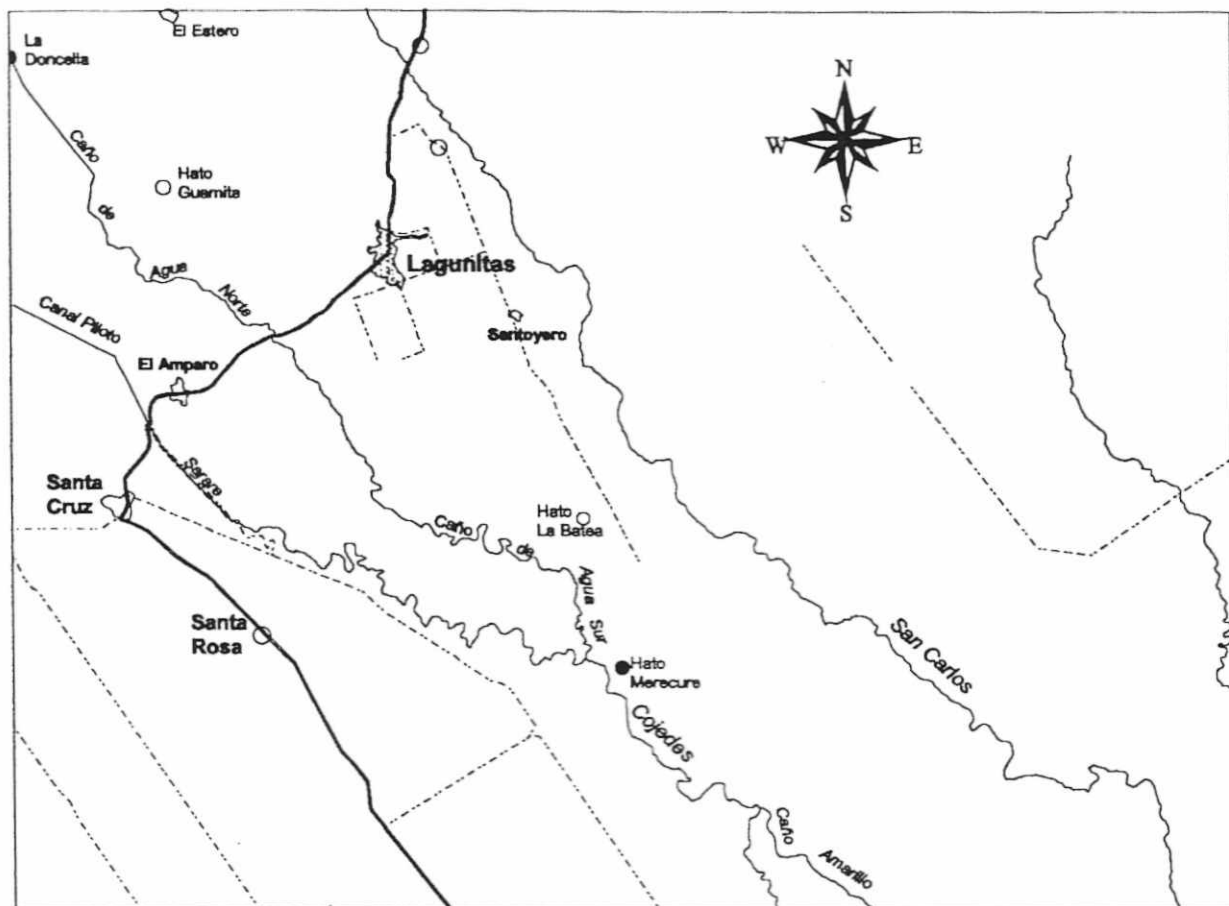 El Estero
La
Doncella
N
W
E
S
Caño
de
Agua
Norte
Hato
Guamita
Lagunitas
Canal Piloto
Santoyero
El Amparo
Sarare
Santa
Cruz
Hato
La Batea
Caño
de
Agua
Sur
Santa
Rosa
Hato
Merecure
San Carlos
Cojedes
Caño
Amarillo